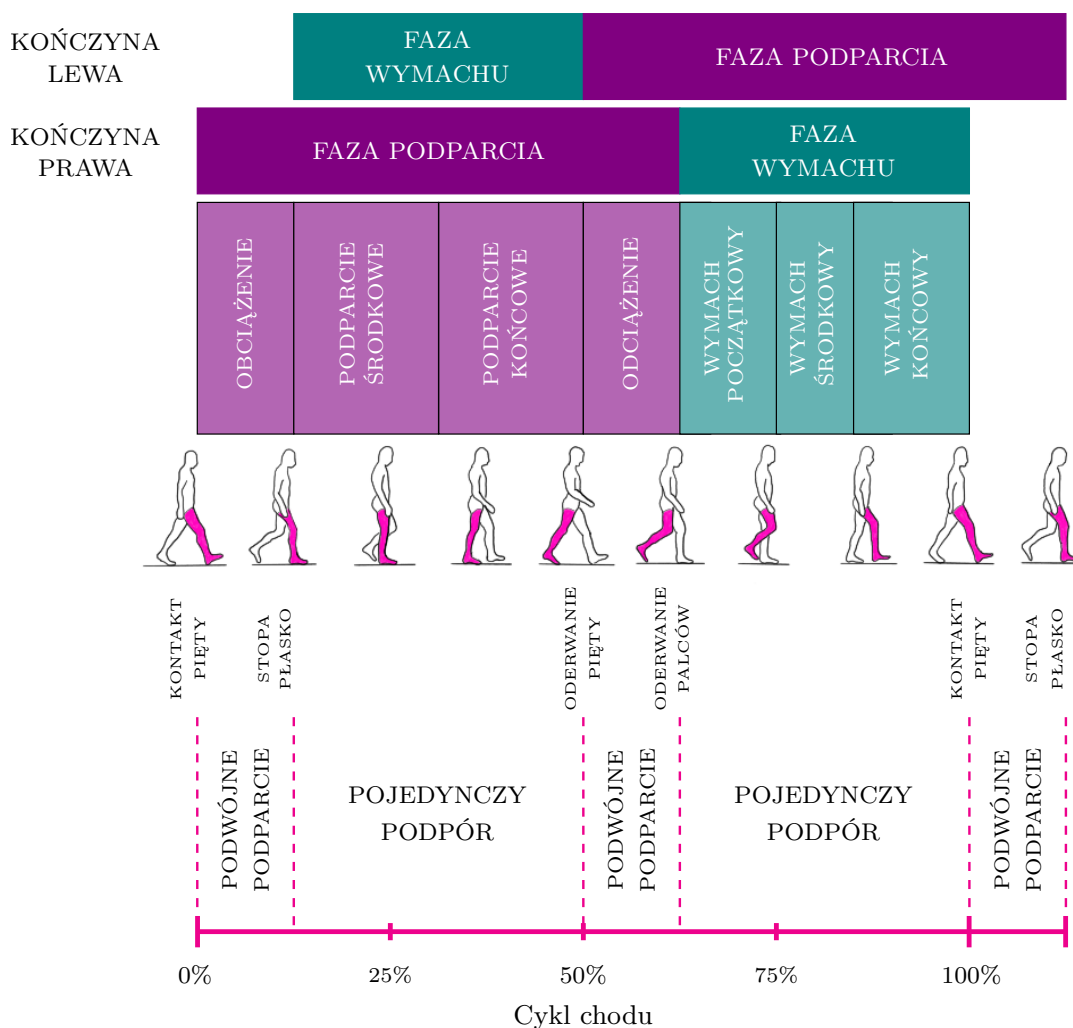 KOŃCZYNA
LEWA
FAZA
WYMACHU
FAZA PODPARCIA
KOŃCZYNA
PRAWA
FAZA PODPARCIA
FAZA
WYMACHU
OBCIĄŻENIE
PODPARCIE
ŚRODKOWE
PODPARCIE
KOŃCOWE
ODCIĄŻENIE
WYMACH
POCZĄTKOWY
WYMACH
ŚRODKOWY
WYMACH
KOŃCOWY
KONTAKT
PIĘTY
STOPA
PŁASKO
ODERWANIE
PIĘTY
ODERWANIE
PALCÓW
KONTAKT
PIĘTY
STOPA
PŁASKO
PODWÓJNE
PODPARCIE
POJEDYNCZY
PODPÓR
PODWÓJNE
PODPARCIE
POJEDYNCZY
PODPÓR
PODWÓJNE
PODPARCIE
0%
25%
50%
75%
100%
Cykl chodu